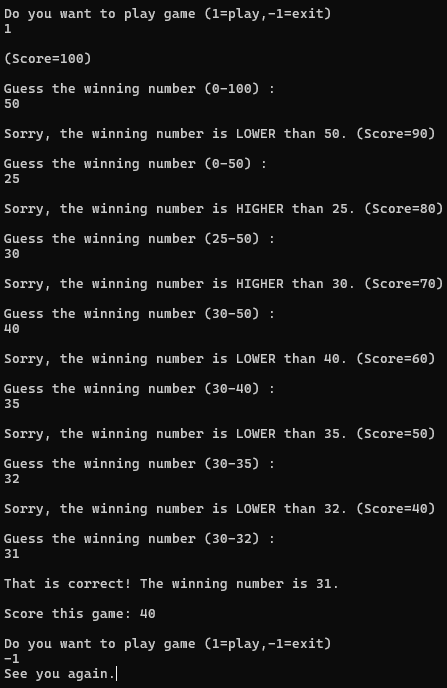 Do you want to play game (1=play,-1=exit)
1
(Score=100)
Guess the winning number (0-100) :
50
Sorry, the winning number is LOWER than 50. (Score=90)
Guess the winning number (0-50) :
25
Sorry, the winning number is HIGHER than 25. (Score=80)
Guess the winning number (25-50) :
30
Sorry, the winning number is HIGHER than 30. (Score=70)
Guess the winning number (30-50) :
40
Sorry, the winning number is LOWER than 40. (Score=60)
Guess the winning number (30-40) :
35
Sorry, the winning number is LOWER than 35. (Score=50)
Guess the winning number (30-35) :
32
Sorry, the winning number is LOWER than 32. (Score=40)
Guess the winning number (30-32) :
31
That is correct! The winning number is 31.
Score this game: 40
Do you want to play game (1=play,-1=exit)
-1
See you again.